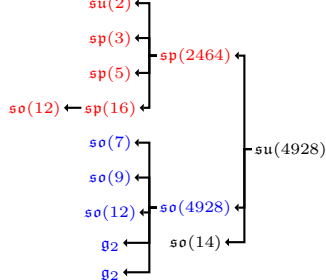 𝔰𝔲(2)
𝔰𝔭(3)
𝔰𝔭(2464)
𝔰𝔭(5)
𝔰𝔬(12) 𝔰𝔭(16)
𝔰𝔬(7)
𝔰𝔲(4928)
𝔰𝔬(9)
𝔰𝔬(12) 𝔰𝔬(4928)
𝔤₂ 𝔰𝔬(14)
𝔤₂